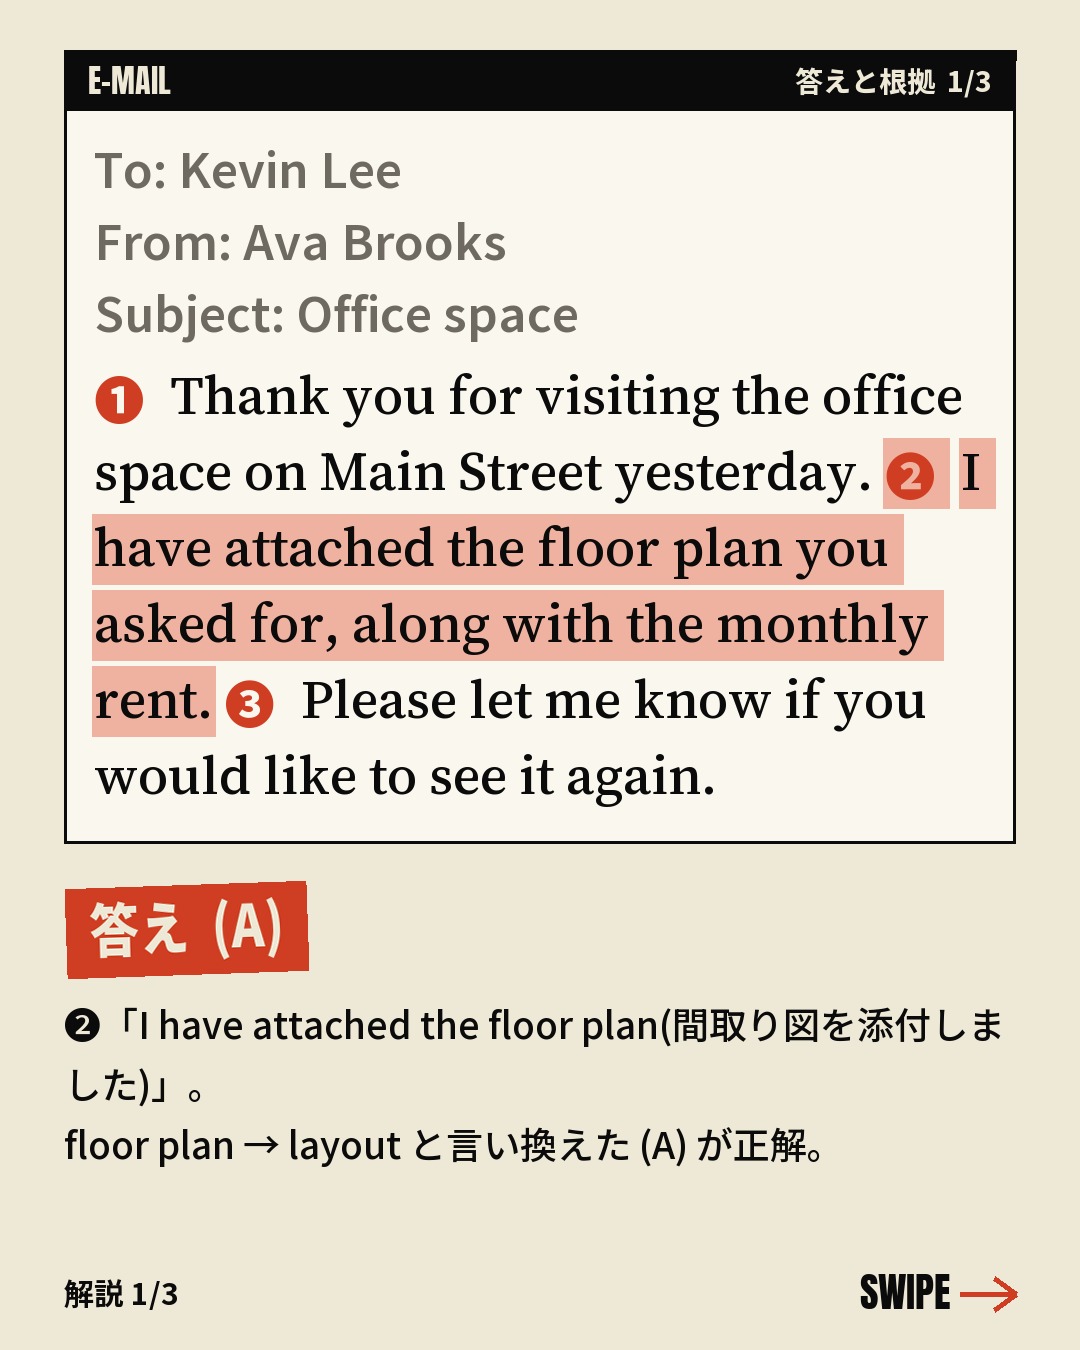 E-MAIL
答えと根拠 1/3
To: Kevin Lee
From: Ava Brooks
Subject: Office space
❶ Thank you for visiting the office
space on Main Street yesterday. ❷ I
have attached the floor plan you
asked for, along with the monthly
rent. ❸ Please let me know if you
would like to see it again.
答え (A)
❷「I have attached the floor plan(間取り図を添付しま
した)」。
floor plan → layout と言い換えた (A) が正解。
解説 1/3
SWIPE →